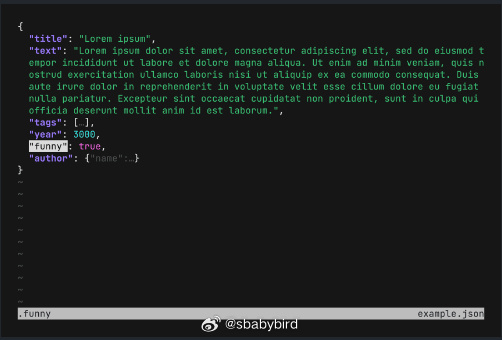 {
"title": "Lorem ipsum",
"text": "Lorem ipsum dolor sit amet, consectetur adipiscing elit, sed do eiusmod t
empor incididunt ut labore et dolore magna aliqua. Ut enim ad minim veniam, quis n
ostrud exercitation ullamco laboris nisi ut aliquip ex ea commodo consequat. Duis
aute irure dolor in reprehenderit in voluptate velit esse cillum dolore eu fugiat
nulla pariatur. Excepteur sint occaecat cupidatat non proident, sunt in culpa qui
officia deserunt mollit anim id est laborum.",
"tags": […],
"year": 3000,
"funny": true,
"author": {"name":…}
}
~
~
~
~
~
~
~
~
~
~
~
.funny example.json
@sbabybird